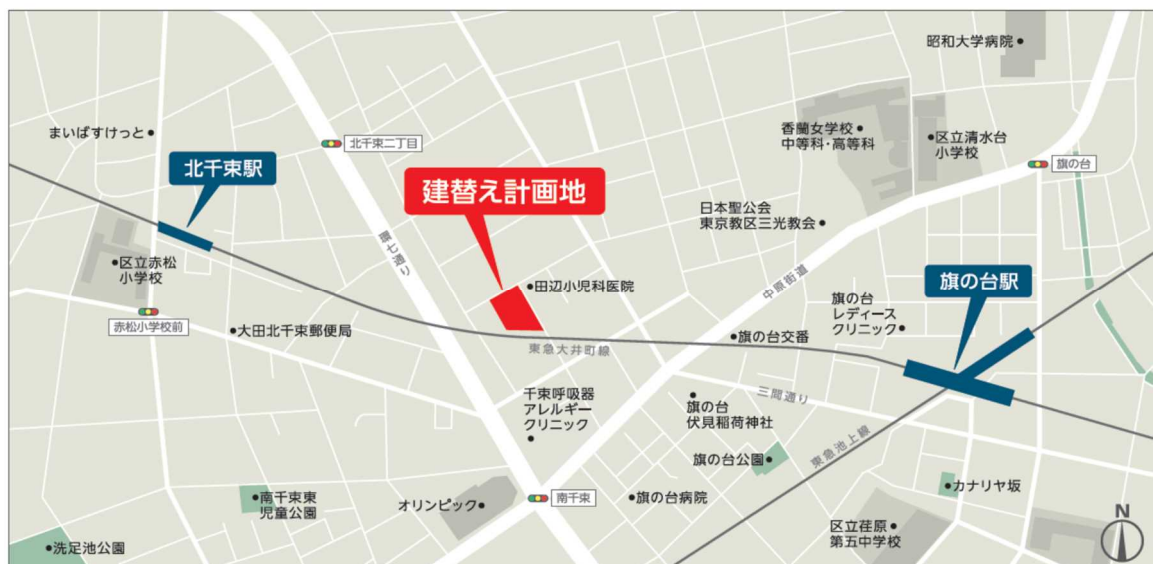 昭和大学病院
まいばすけっと
北千束二丁目
香蘭女学校
中等科・高等科
区立清水台
小学校
旗の台
北千束駅
建替え計画地
日本聖公会
東京教区三光教会
環七通り
区立赤松
小学校
田辺小児科医院
中原街道
旗の台駅
旗の台
レディース
クリニック
赤松小学校前
大田北千束郵便局
東急大井町線
旗の台交番
千束呼吸器
アレルギー
クリニック
三間通り
旗の台
伏見稲荷神社
東急池上線
旗の台公園
カナリヤ坂
南千束東
児童公園
オリンピック
南千束
旗の台病院
区立荏原
第五中学校
洗足池公園
N